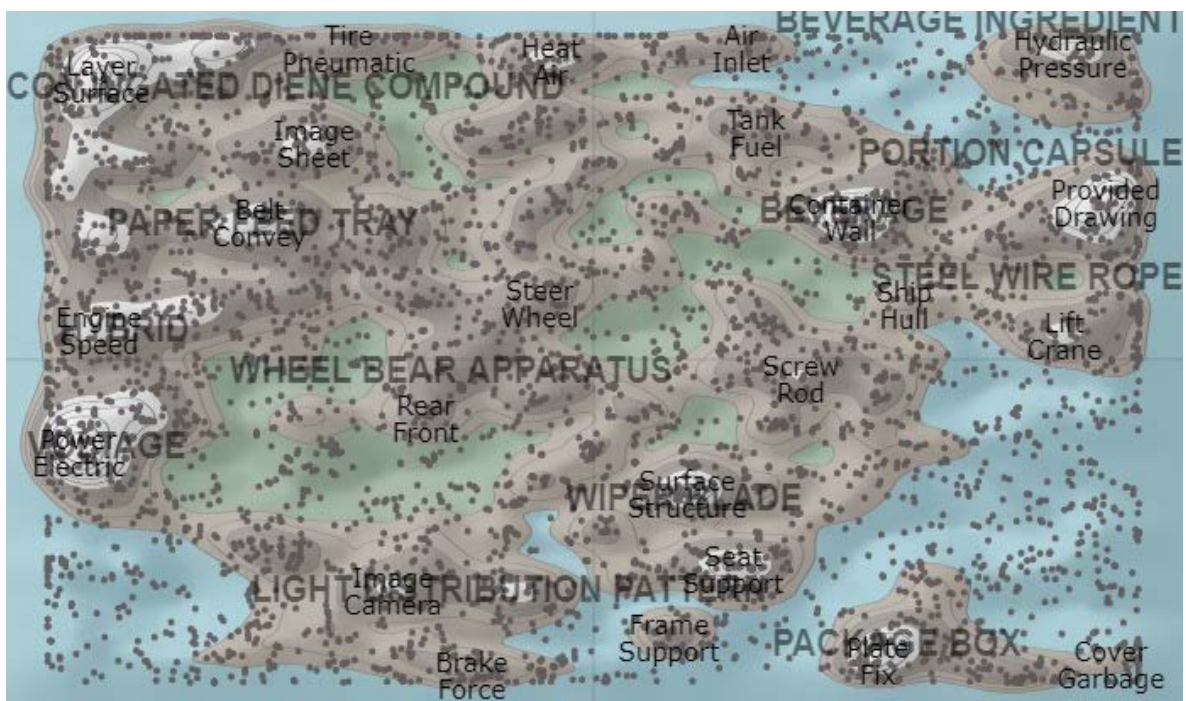 BEVERAGE INGREDIENT
Tire
Pneumatic
Heat
Air
Air
Inlet
Hydraulic
Pressure
Layer
Surface
CONJUGATED DIENE COMPOUND
Image
Sheet
Tank
Fuel
PORTION CAPSULE
Provided
Drawing
PAPER FEED TRAY
Belt
Convey
Container
Wall
STEEL WIRE ROPE
Steer
Wheel
Ship
Hull
Engine
Speed
Lift
Crane
WHEEL BEAR APPARATUS
Screw
Rod
Rear
Front
Power
Electric
Surface
Structure
WIPER BLADE
Seat
Support
LIGHT DISTRIBUTION PATTERN
Image
Camera
Frame
Support
PACKAGE BOX
Plate
Fix
Brake
Force
Cover
Garbage